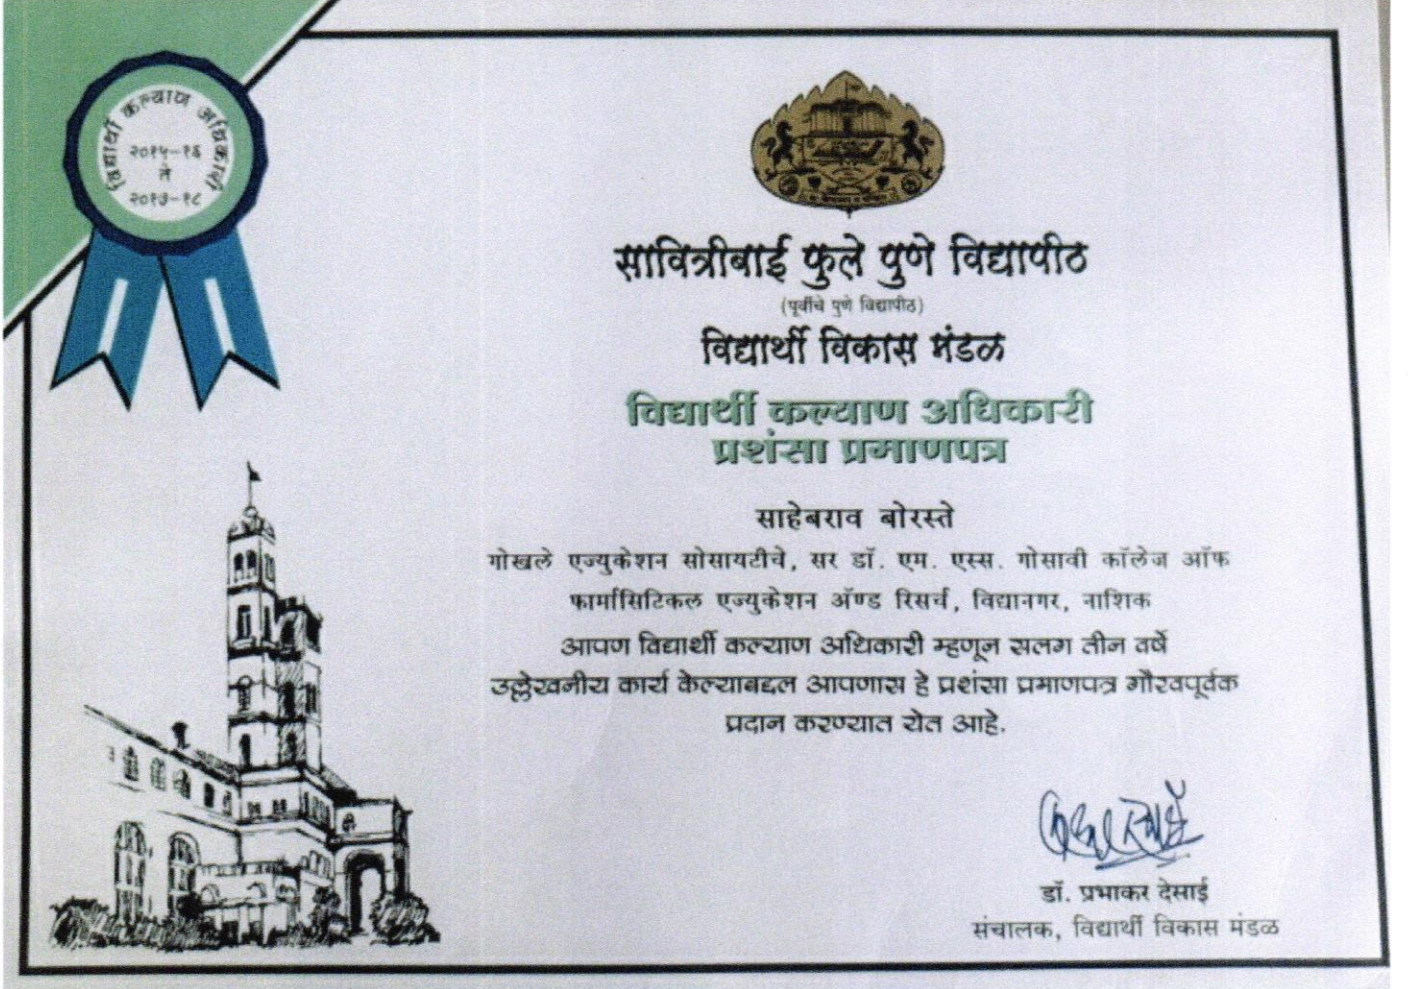 विद्यार्थी कल्याण अधिकारी
२०१५-१६
ते
२०१७-१८
सावित्रीबाई फुले पुणे विद्यापीठ
(पूर्वीचे पुणे विद्यापीठ)
विद्यार्थी विकास मंडळ
विद्यार्थी कल्याण अधिकारी
प्रशंसा प्रमाणपत्र
साहेबराव बोरस्ते
गोखले एज्युकेशन सोसायटीचे, सर डॉ. एम. एस्स. गोसावी कॉलेज ऑफ
फार्मासिटिकल एज्युकेशन अ‍ॅण्ड रिसर्च, विद्यानगर, नाशिक
आपण विद्यार्थी कल्याण अधिकारी म्हणून सलग तीन वर्षे
उल्लेखनीय कार्य केल्याबद्दल आपणास हे प्रशंसा प्रमाणपत्र गौरवपूर्वक
प्रदान करण्यात येत आहे.
डॉ. प्रभाकर देसाई
संचालक, विद्यार्थी विकास मंडळ